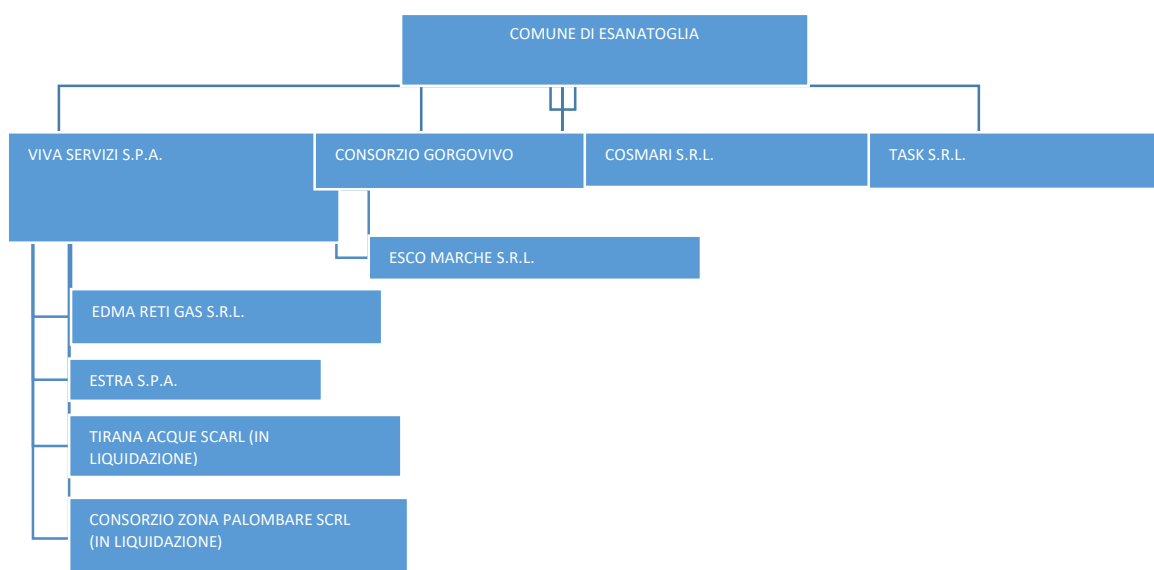 COMUNE DI ESANATOGLIA
VIVA SERVIZI S.P.A.
CONSORZIO GORGOVIVO
COSMARI S.R.L.
TASK S.R.L.
ESCO MARCHE S.R.L.
EDMA RETI GAS S.R.L.
ESTRA S.P.A.
TIRANA ACQUE SCARL (IN
LIQUIDAZIONE)
CONSORZIO ZONA PALOMBARE SCRL
(IN LIQUIDAZIONE)